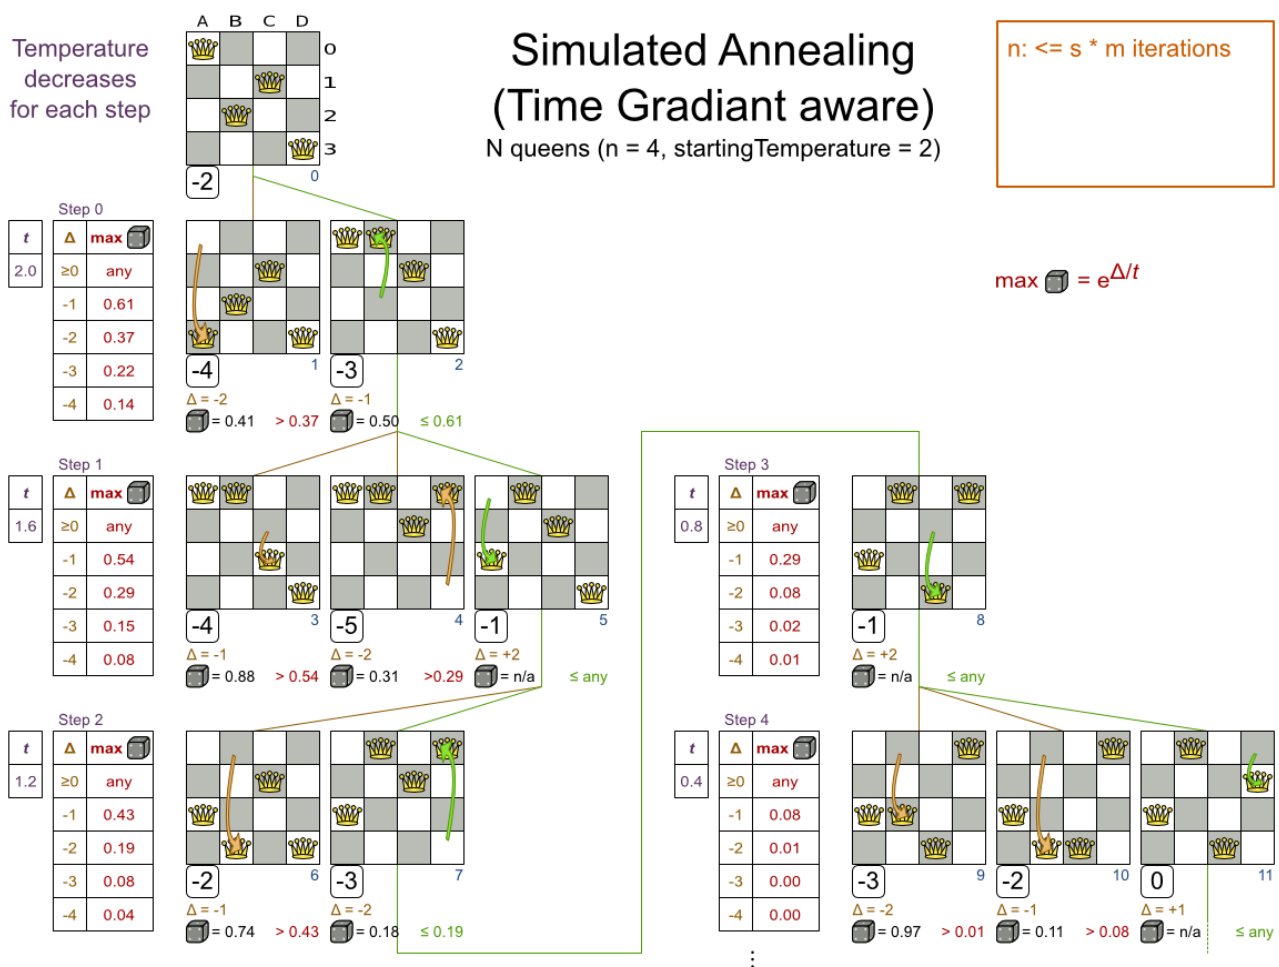 Temperature
decreases
for each step
A B C D
0
1
2
3
-2
0
Simulated Annealing
(Time Gradiant aware)
N queens (n = 4, startingTemperature = 2)
n: <= s * m iterations
max = e^Δ/t
Step 0
t
2.0
Δ max
≥0 any
-1 0.61
-2 0.37
-3 0.22
-4 0.14
-4
1
Δ = -2
= 0.41 > 0.37
-3
2
Δ = -1
= 0.50 ≤ 0.61
Step 1
t
1.6
Δ max
≥0 any
-1 0.54
-2 0.29
-3 0.15
-4 0.08
-4
3
Δ = -1
= 0.88 > 0.54
-5
4
Δ = -2
= 0.31 >0.29
-1
5
Δ = +2
= n/a ≤ any
Step 2
t
1.2
Δ max
≥0 any
-1 0.43
-2 0.19
-3 0.08
-4 0.04
-2
6
Δ = -1
= 0.74 > 0.43
-3
7
Δ = -2
= 0.18 ≤ 0.19
Step 3
t
0.8
Δ max
≥0 any
-1 0.29
-2 0.08
-3 0.02
-4 0.01
-1
8
Δ = +2
= n/a ≤ any
Step 4
t
0.4
Δ max
≥0 any
-1 0.08
-2 0.01
-3 0.00
-4 0.00
-3
9
Δ = -2
= 0.97 > 0.01
-2
10
Δ = -1
= 0.11 > 0.08
0
11
Δ = +1
= n/a ≤ any
⋮